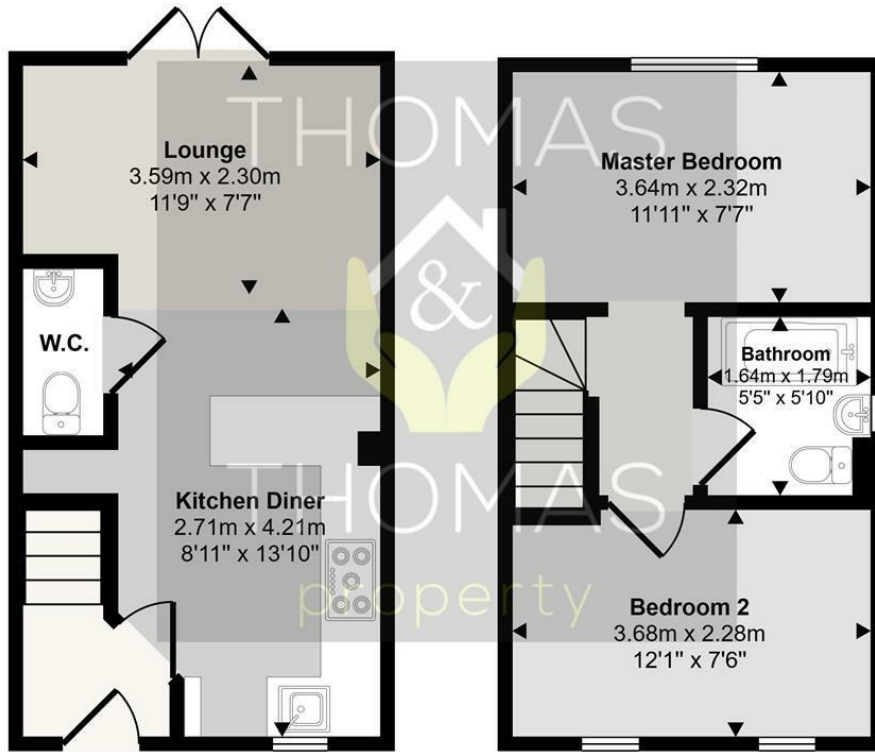 THOMAS
&
THOMAS
property
Lounge
3.59m x 2.30m
11'9" x 7'7"
W.C.
Kitchen Diner
2.71m x 4.21m
8'11" x 13'10"
Master Bedroom
3.64m x 2.32m
11'11" x 7'7"
Bathroom
1.64m x 1.79m
5'5" x 5'10"
Bedroom 2
3.68m x 2.28m
12'1" x 7'6"